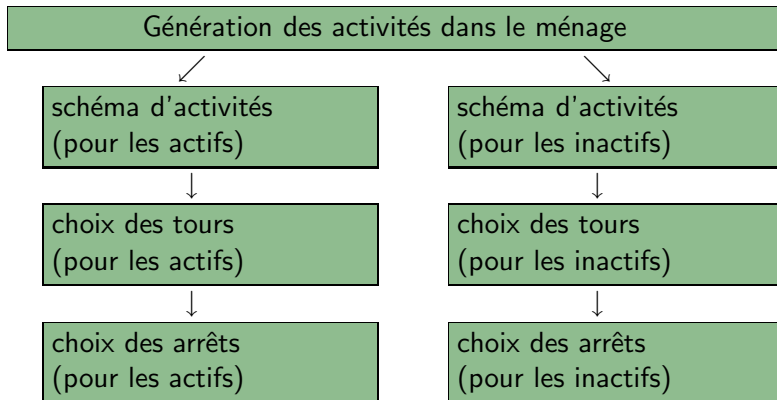 Génération des activités dans le ménage
schéma d'activités
(pour les actifs)
schéma d'activités
(pour les inactifs)
choix des tours
(pour les actifs)
choix des tours
(pour les inactifs)
choix des arrêts
(pour les actifs)
choix des arrêts
(pour les inactifs)